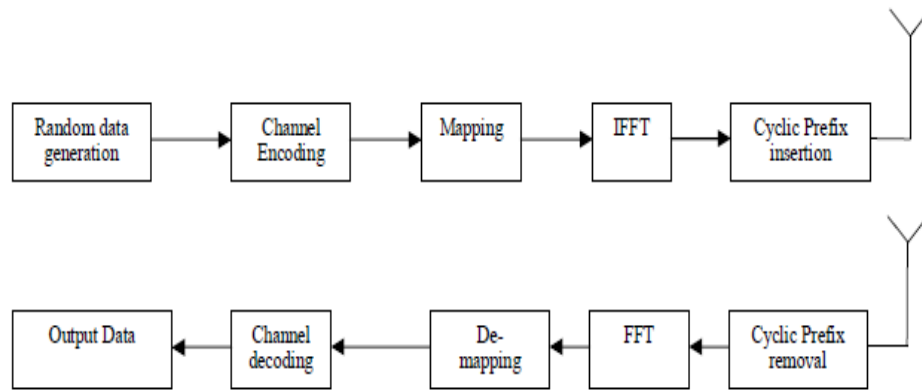 Random data
generation
Channel
Encoding
Mapping
IFFT
Cyclic Prefix
insertion
Output Data
Channel
decoding
De-
mapping
FFT
Cyclic Prefix
removal